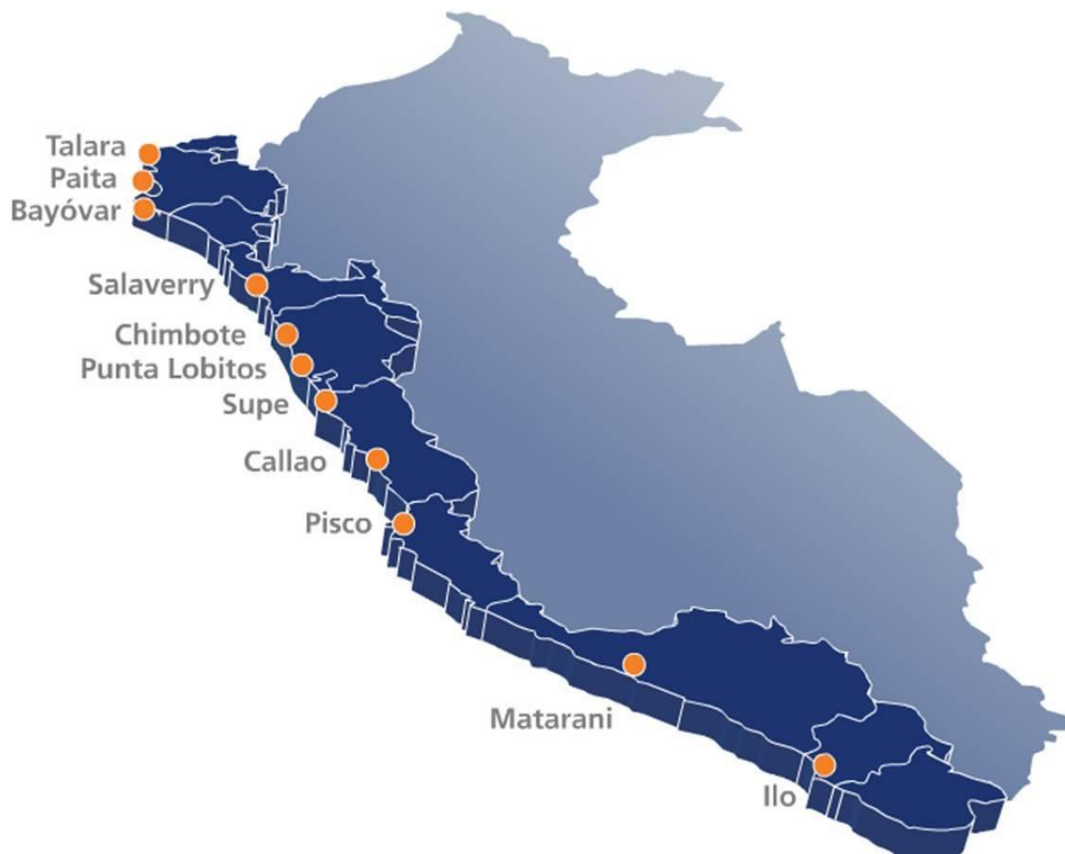 Talara
Paita
Bayóvar
Salaverry
Chimbote
Punta Lobitos
Supe
Callao
Pisco
Matarani
Ilo